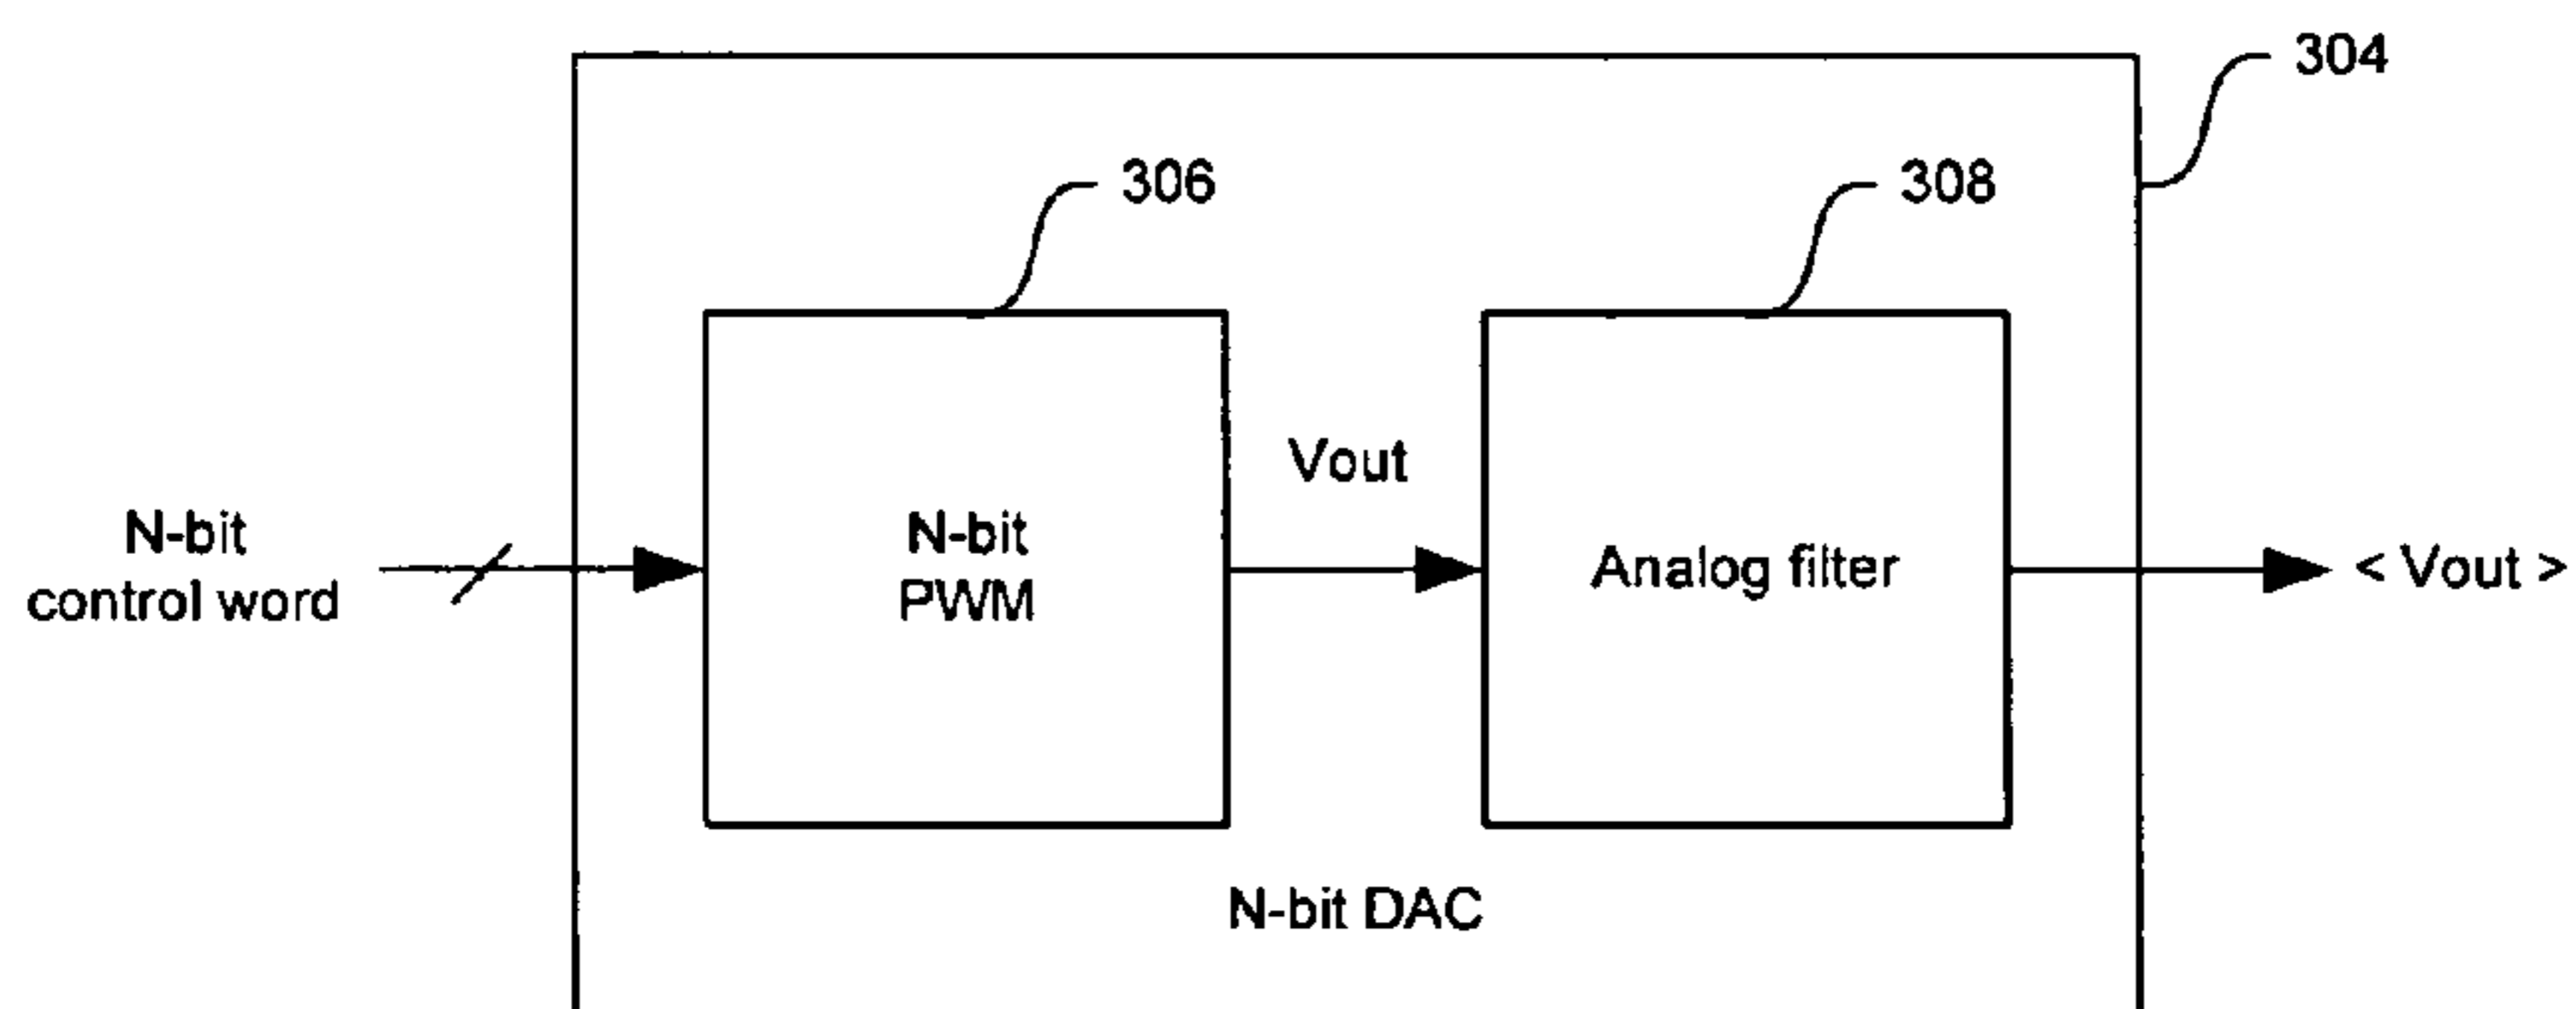 304
306
308
Vout
N-bit
control word
N-bit
PWM
Analog filter
< Vout >
N-bit DAC